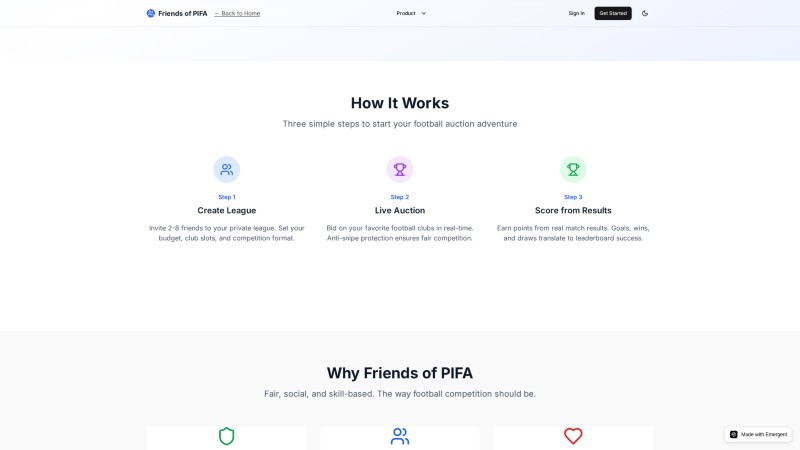 Friends of PIFA
← Back to Home
Product
Sign In
Get Started
How It Works
Three simple steps to start your football auction adventure
Step 1
Create League
Invite 2-8 friends to your private league. Set your
budget, club slots, and competition format.
Step 2
Live Auction
Bid on your favorite football clubs in real-time.
Anti-snipe protection ensures fair competition.
Step 3
Score from Results
Earn points from real match results. Goals, wins,
and draws translate to leaderboard success.
Why Friends of PIFA
Fair, social, and skill-based. The way football competition should be.
Made with Emergent